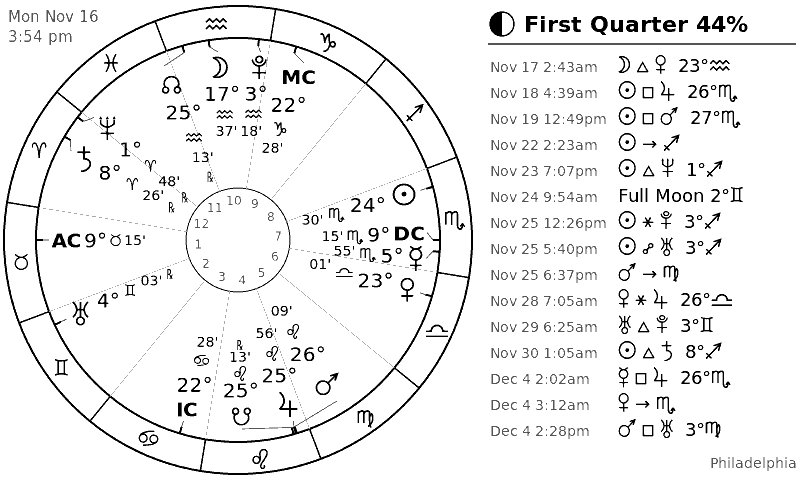 Mon Nov 16
3:54 pm
First Quarter 44%
Nov 17 2:43am ☽ △ ♀ 23°♒
Nov 18 4:39am ☉ □ ♃ 26°♏
Nov 19 12:49pm ☉ □ ♂ 27°♏
Nov 22 2:23am ☉ → ♐
Nov 23 7:07pm ☉ △ ♆ 1°♐
Nov 24 9:54am Full Moon 2°♊
Nov 25 12:26pm ☉ ⚹ ♇ 3°♐
Nov 25 5:40pm ☉ ☍ ♅ 3°♐
Nov 25 6:37pm ♂ → ♍
Nov 28 7:05am ♀ ⚹ ♃ 26°♎
Nov 29 6:25am ♅ △ ♇ 3°♊
Nov 30 1:05am ☉ △ ♄ 8°♐
Dec 4 2:02am ☿ □ ♃ 26°♏
Dec 4 3:12am ♀ → ♏
Dec 4 2:28pm ♂ □ ♅ 3°♍
Philadelphia
♒
♑
♐
♏
♎
♍
♌
♋
♊
♉
♈
♓
☊ 25° ♒ 13' ℞
☽ 17° ♒ 37'
♇ 3° ♒ 18'
MC 22° ♑ 28'
♆ 1° ♈ 48' ℞
♄ 8° ♈ 26' ℞
AC 9° ♉ 15'
♅ 4° ♊ 03' ℞
IC 22° ♋ 28'
☋ 25° ♌ 13' ℞
♃ 25° ♌ 56'
♂ 26° ♌ 09'
30' ♏ 24° ☉
15' ♏ 9° DC
55' ♏ 5° ☿
01' ♎ 23° ♀
1
2
3
4
5
6
7
8
9
10
11
12